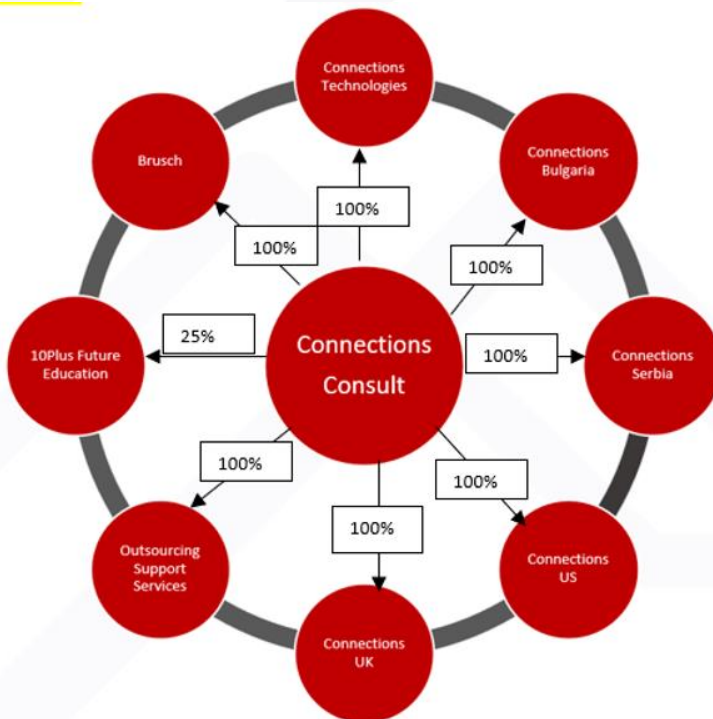 Connections
Technologies
Brusch
Connections
Bulgaria
100%
100%
100%
10Plus Future
Education
25%
Connections
Consult
100%
Connections
Serbia
100%
100%
100%
Outsourcing
Support
Services
Connections
US
Connections
UK